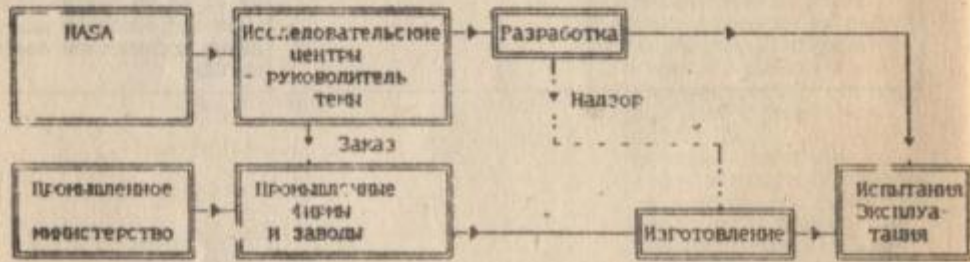 NASA
Исследовательские
центры
- руководитель
темы
Разработка
Надзор
Заказ
Промышленное
министерство
Промышленные
фирмы
и заводы
Изготовление
Испытания
Эксплуа-
тация